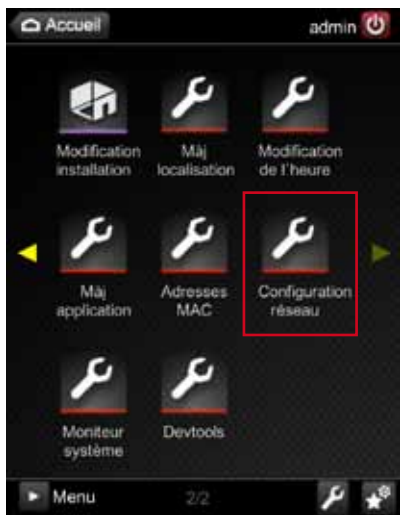 Accueil
admin
Modification
installation
Màj
localisation
Modification
de l'heure
Màj
application
Adresses
MAC
Configuration
réseau
Moniteur
système
Devtools
Menu
2/2